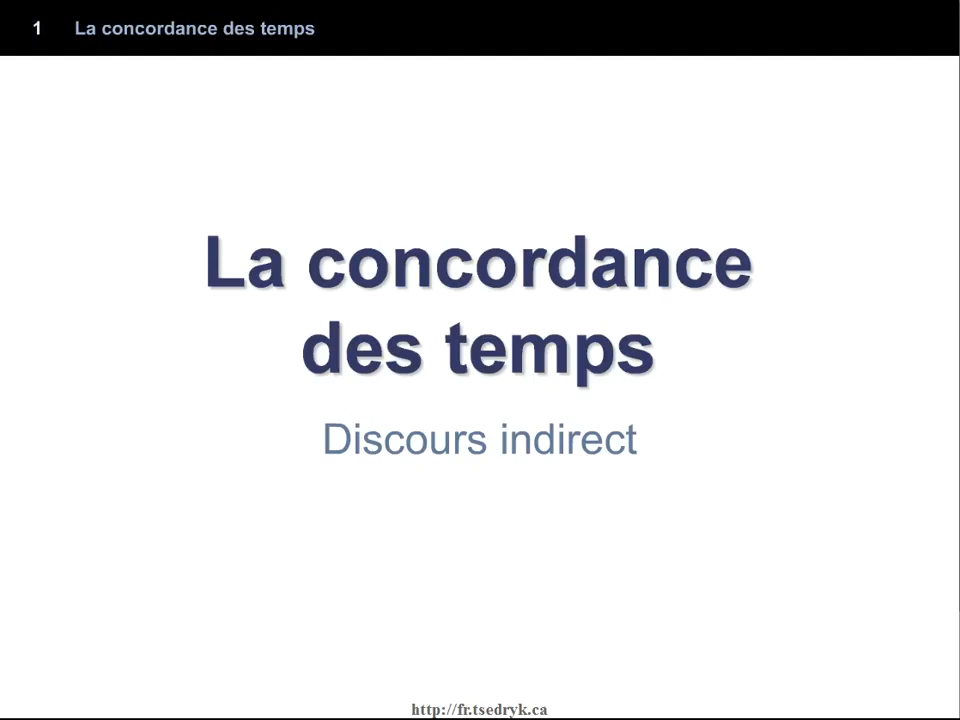 1 La concordance des temps
La concordance
des temps
Discours indirect
http://fr.tsedryk.ca